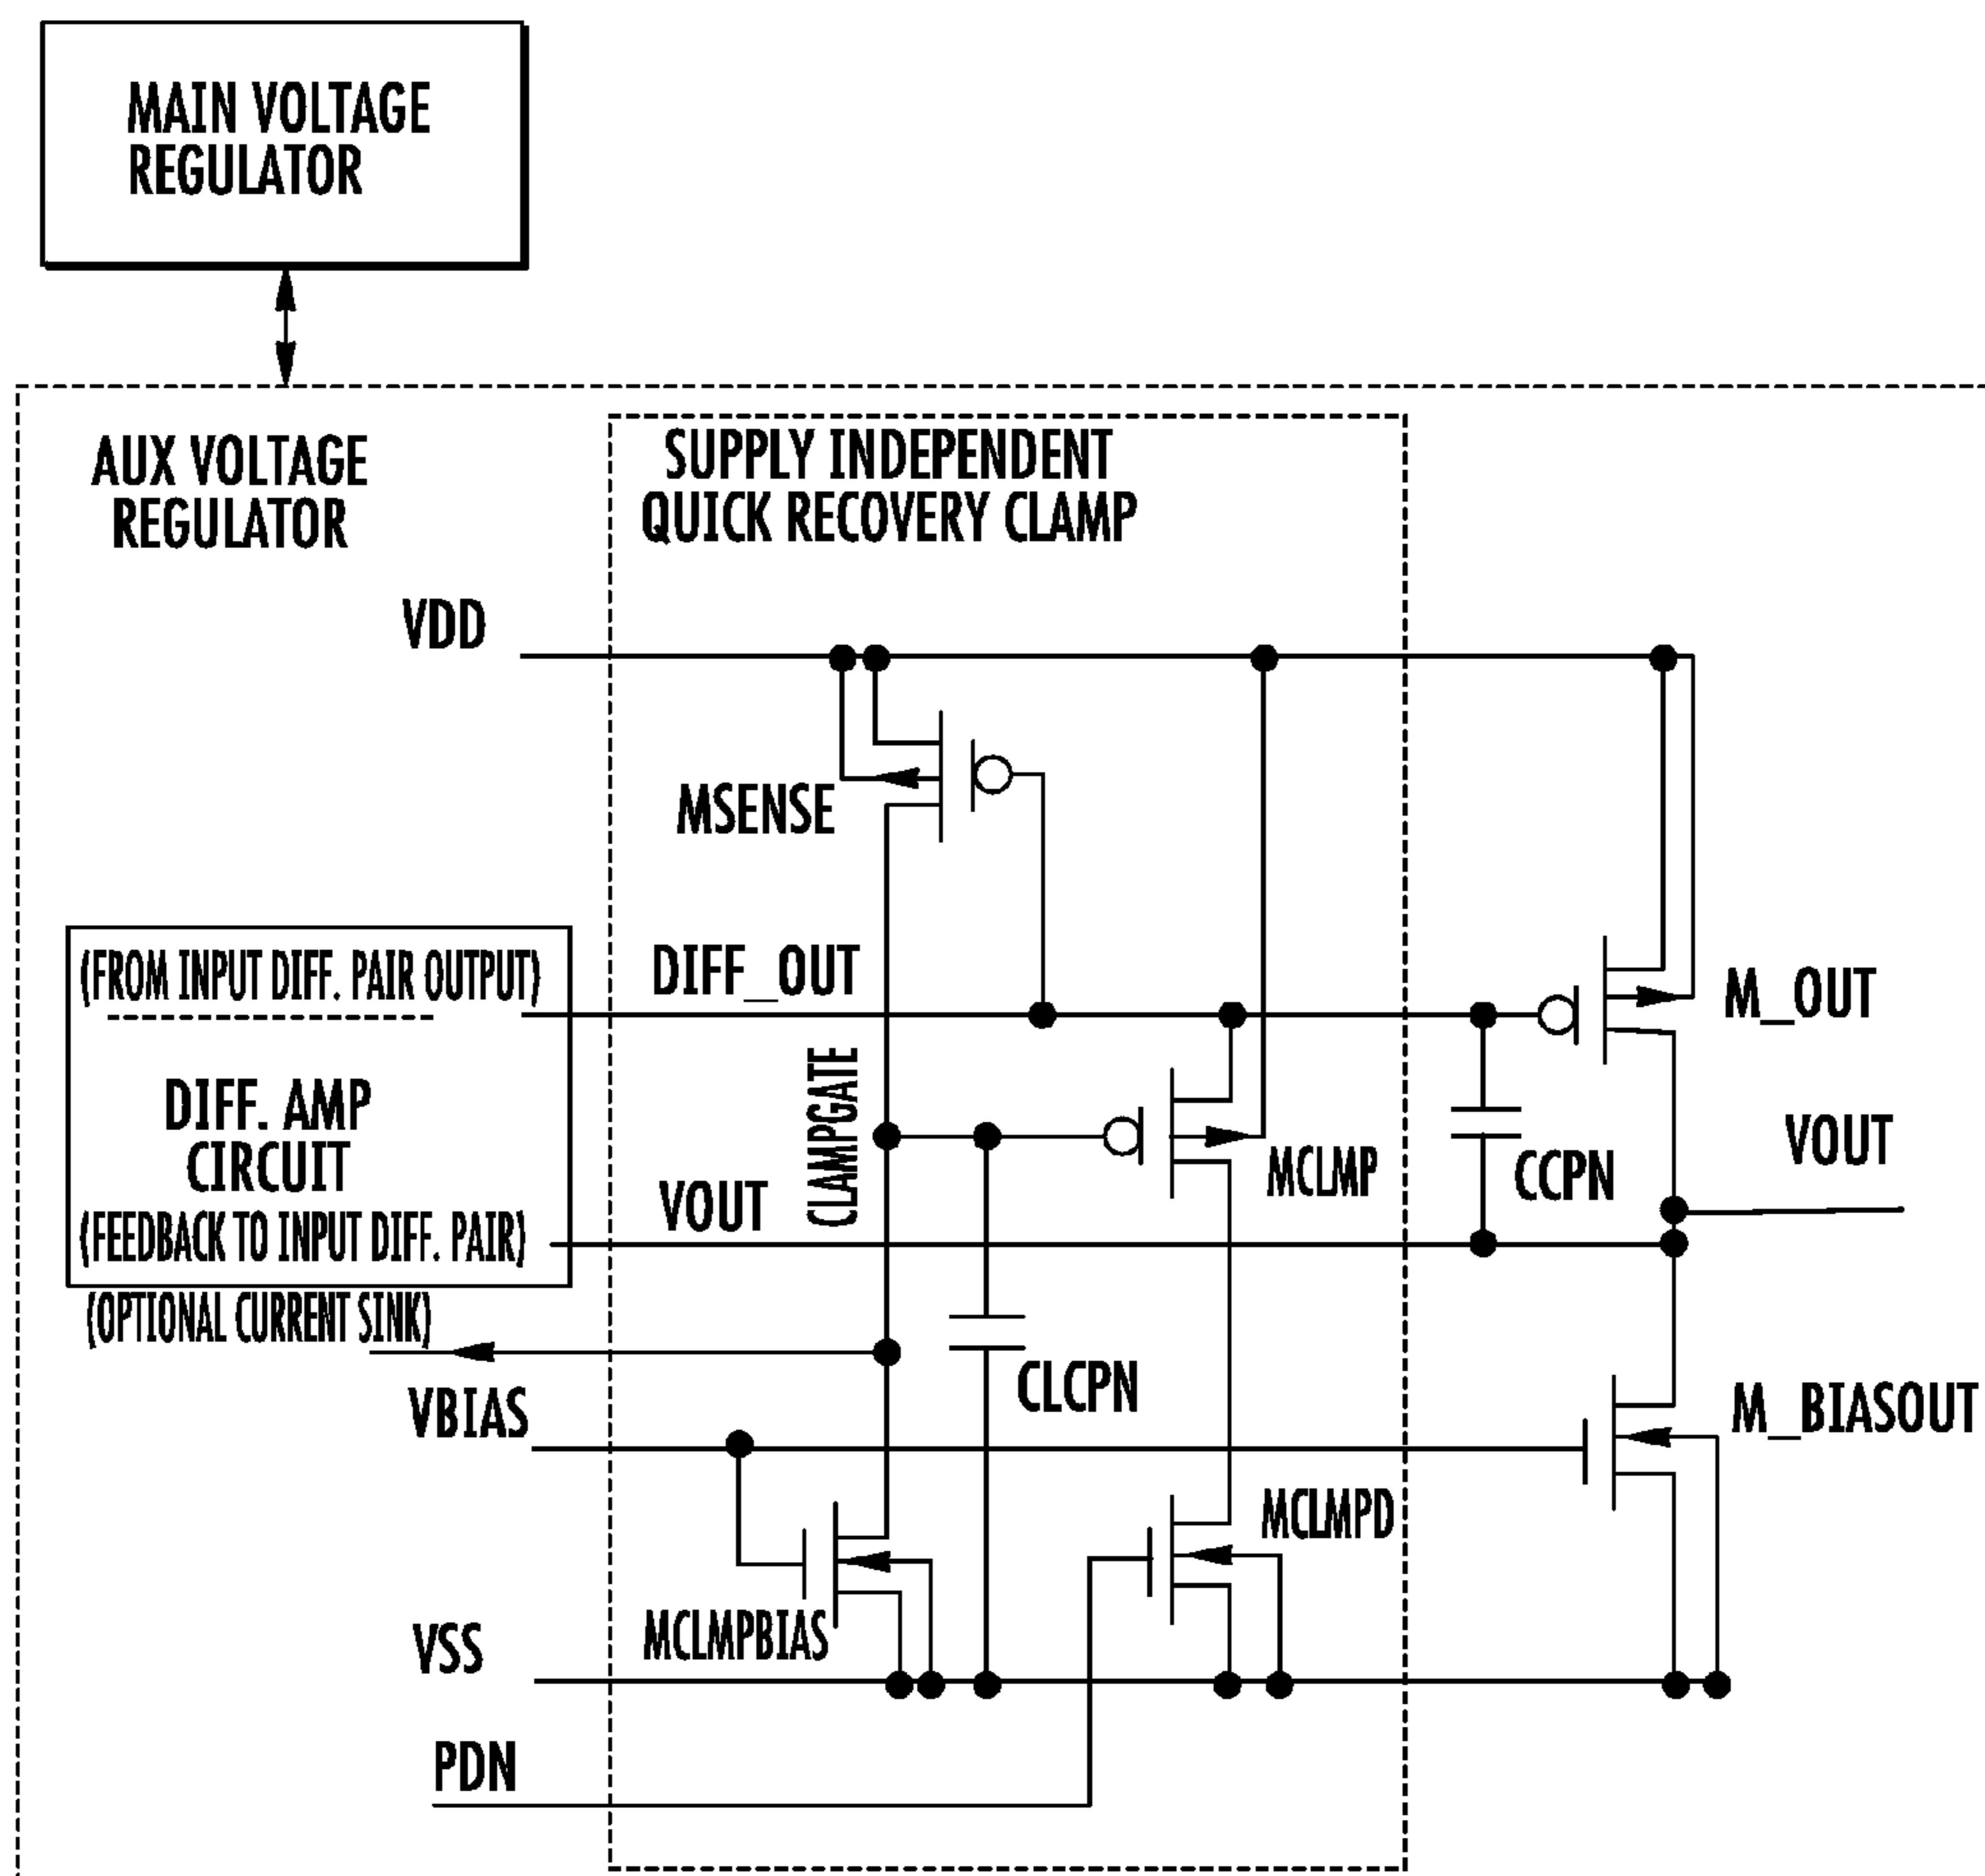 MAIN VOLTAGE
REGULATOR
AUX VOLTAGE
REGULATOR
SUPPLY INDEPENDENT
QUICK RECOVERY CLAMP
VDD
MSENSE
(FROM INPUT DIFF. PAIR OUTPUT)
DIFF_OUT
M_OUT
DIFF. AMP
CIRCUIT
CLAMPGATE
MCLMP
CCPN
VOUT
VOUT
(FEEDBACK TO INPUT DIFF. PAIR)
(OPTIONAL CURRENT SINK)
CLCPN
VBIAS
M_BIASOUT
MCLMPD
MCLMPBIAS
VSS
PDN